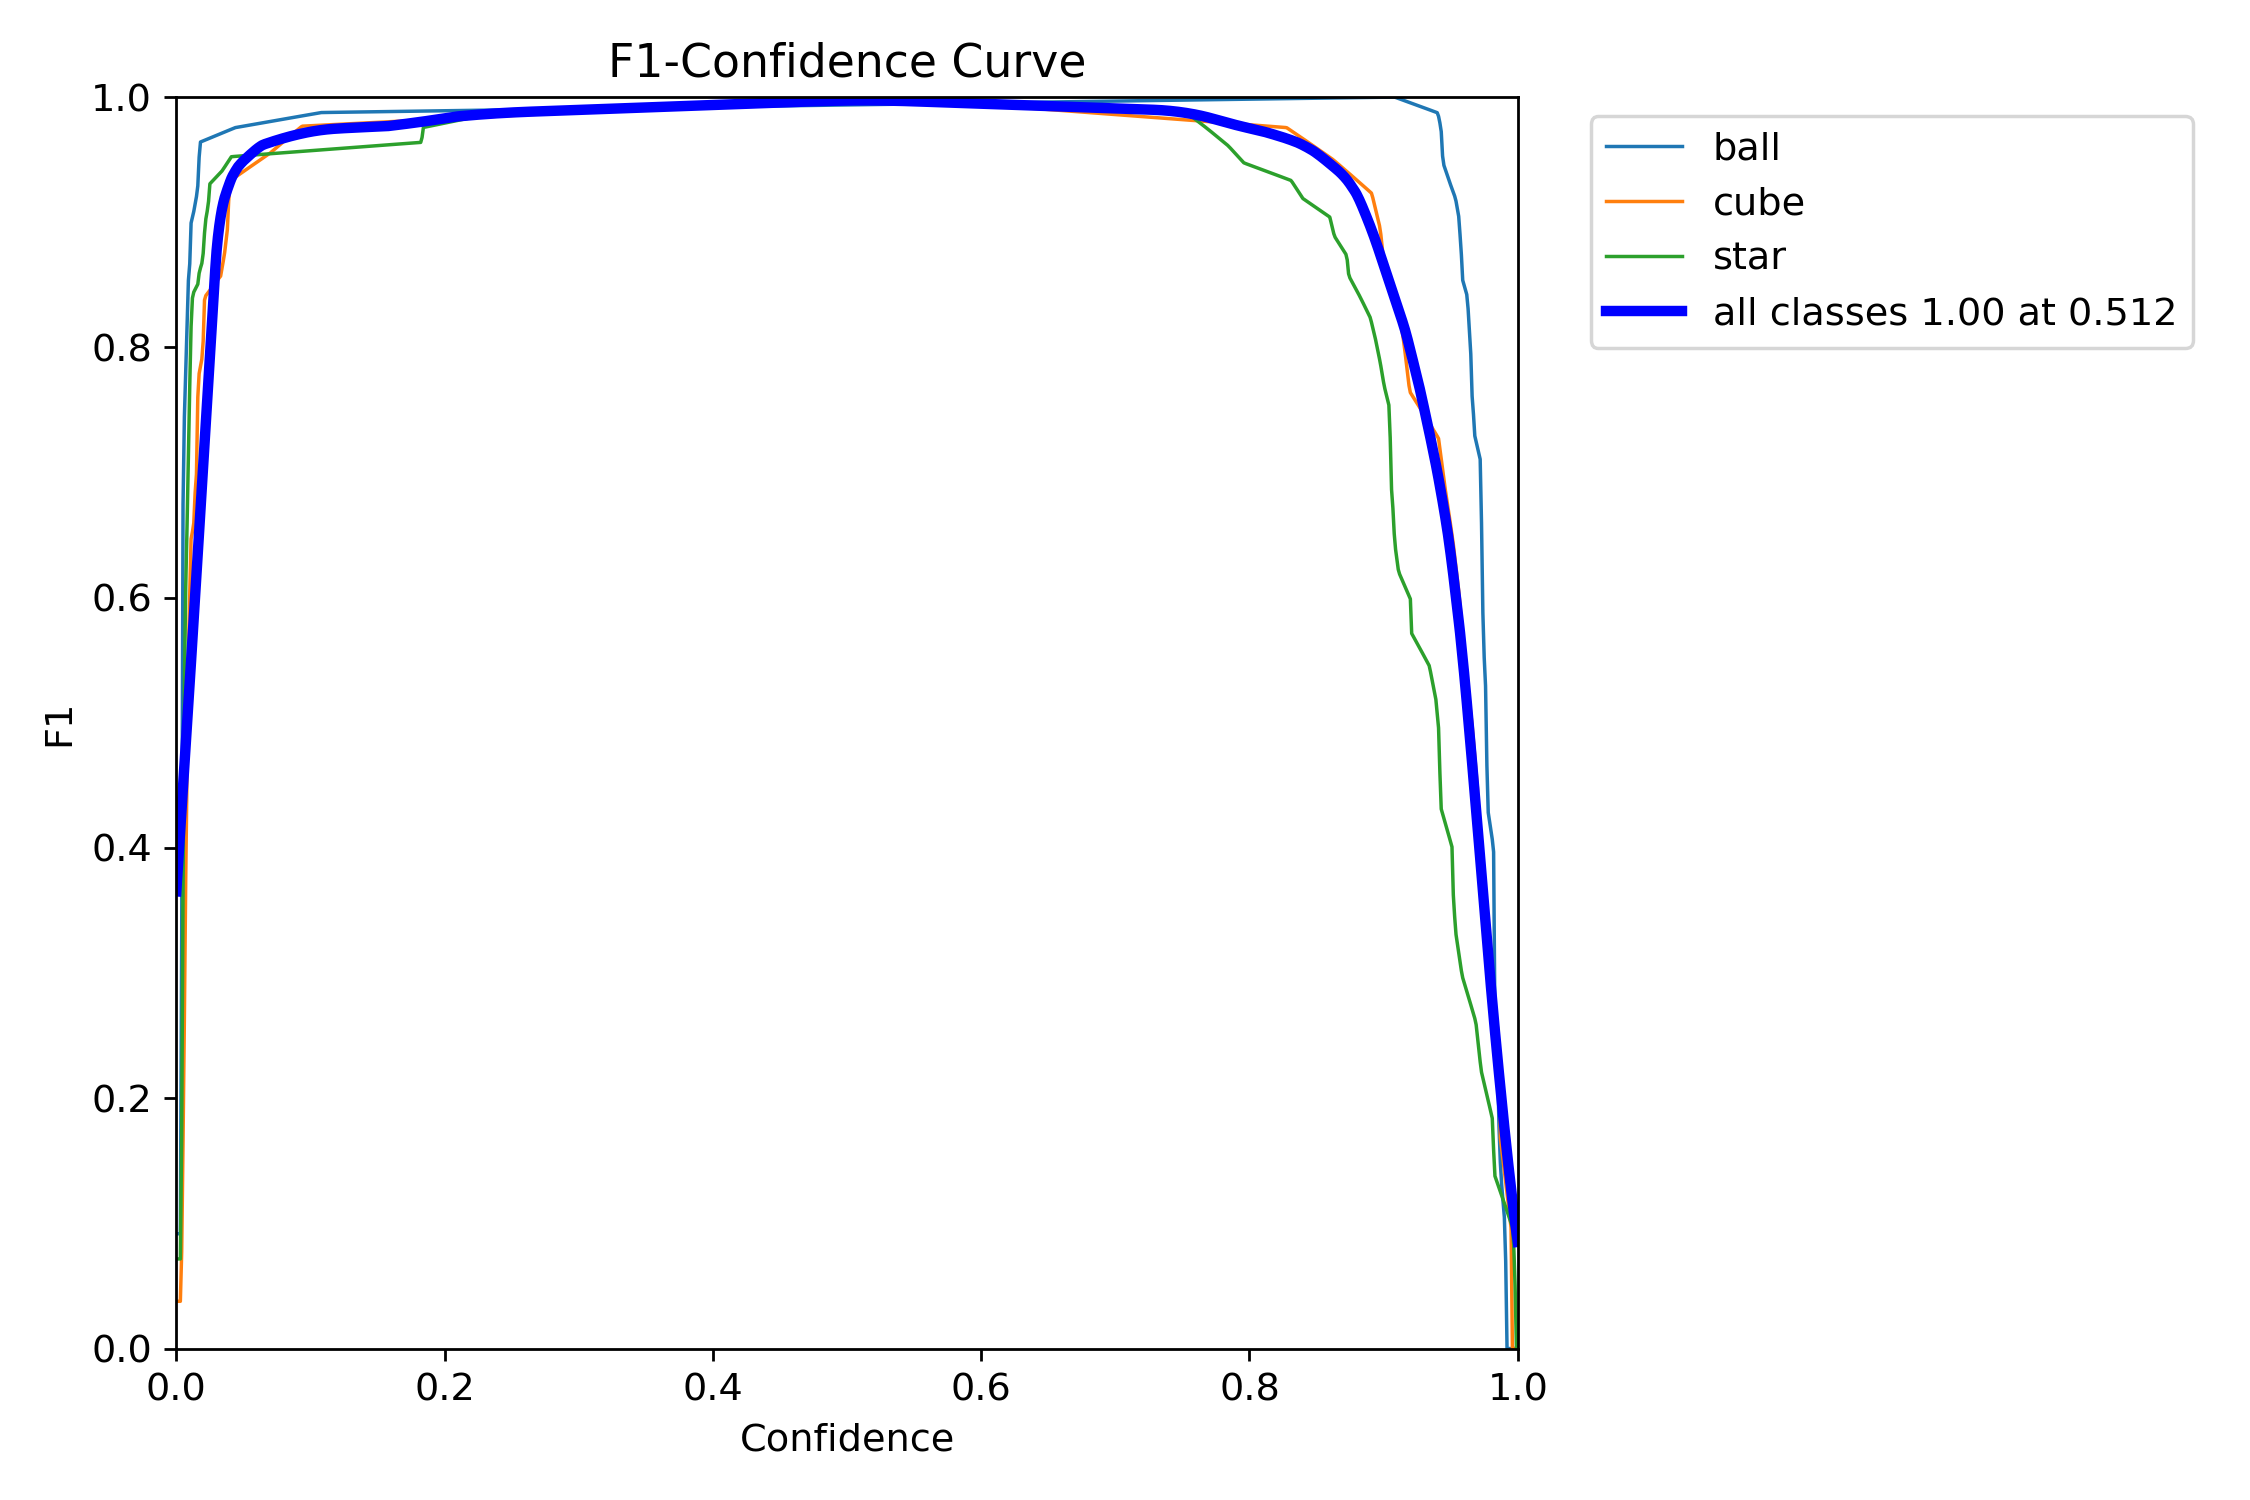 F1-Confidence Curve
1.0
0.8
0.6
0.4
0.2
0.0
F1
0.0 0.2 0.4 0.6 0.8 1.0
Confidence
ball
cube
star
all classes 1.00 at 0.512